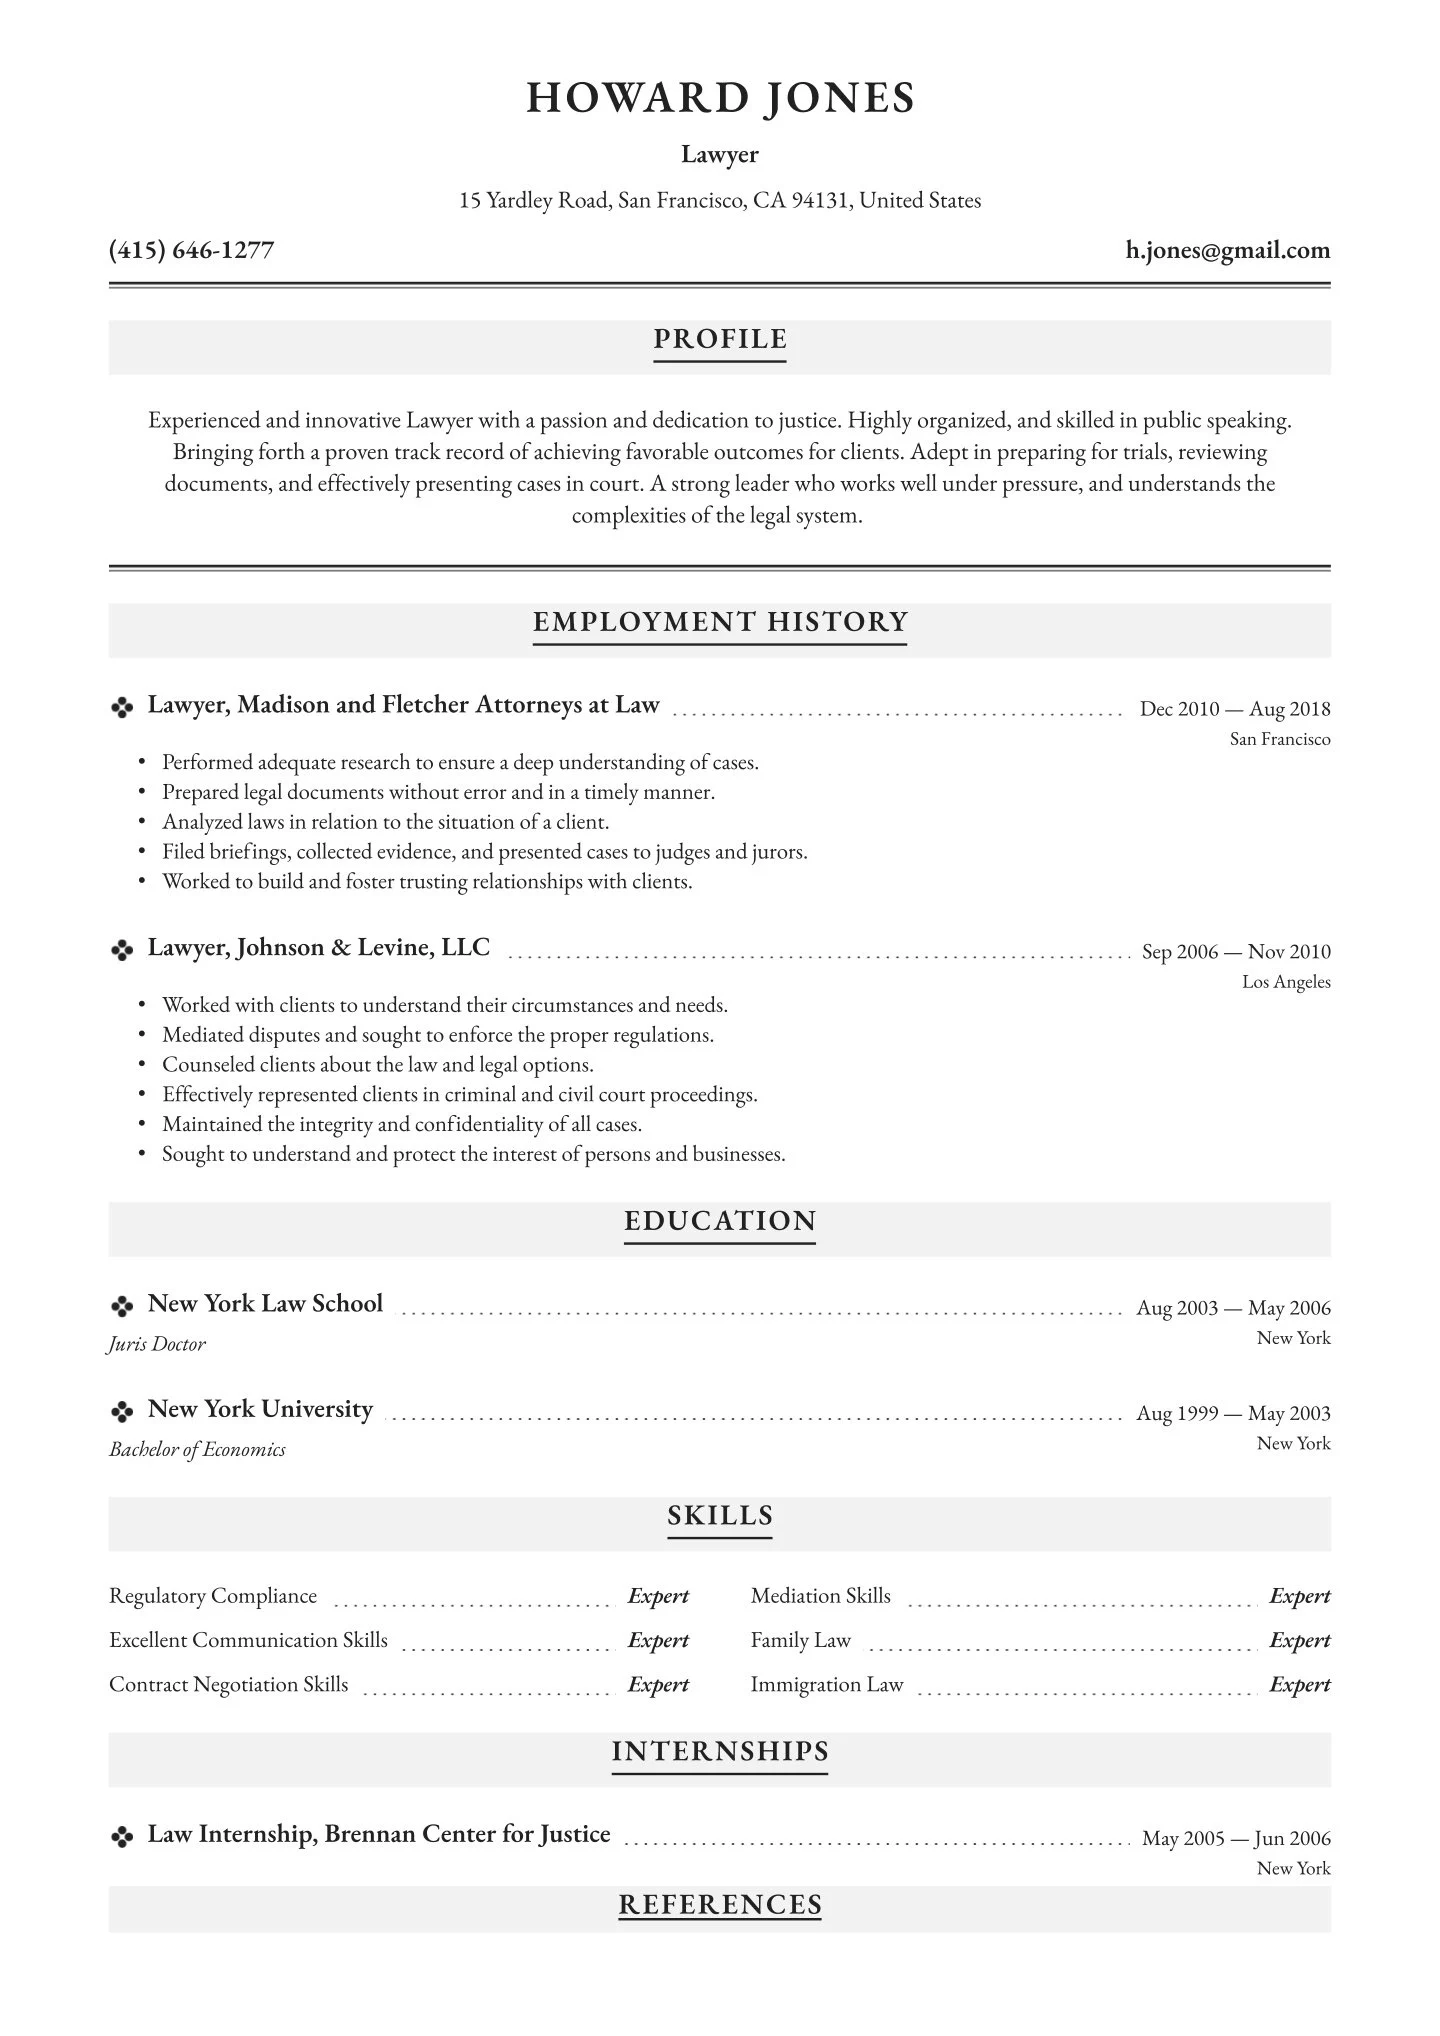 HOWARD JONES
Lawyer
15 Yardley Road, San Francisco, CA 94131, United States
(415) 646-1277 h.jones@gmail.com
PROFILE
Experienced and innovative Lawyer with a passion and dedication to justice. Highly organized, and skilled in public speaking.
Bringing forth a proven track record of achieving favorable outcomes for clients. Adept in preparing for trials, reviewing
documents, and effectively presenting cases in court. A strong leader who works well under pressure, and understands the
complexities of the legal system.
EMPLOYMENT HISTORY
Lawyer, Madison and Fletcher Attorneys at Law Dec 2010 — Aug 2018
San Francisco
• Performed adequate research to ensure a deep understanding of cases.
• Prepared legal documents without error and in a timely manner.
• Analyzed laws in relation to the situation of a client.
• Filed briefings, collected evidence, and presented cases to judges and jurors.
• Worked to build and foster trusting relationships with clients.
Lawyer, Johnson & Levine, LLC Sep 2006 — Nov 2010
Los Angeles
• Worked with clients to understand their circumstances and needs.
• Mediated disputes and sought to enforce the proper regulations.
• Counseled clients about the law and legal options.
• Effectively represented clients in criminal and civil court proceedings.
• Maintained the integrity and confidentiality of all cases.
• Sought to understand and protect the interest of persons and businesses.
EDUCATION
New York Law School Aug 2003 — May 2006
Juris Doctor New York
New York University Aug 1999 — May 2003
Bachelor of Economics New York
SKILLS
Regulatory Compliance Expert Mediation Skills Expert
Excellent Communication Skills Expert Family Law Expert
Contract Negotiation Skills Expert Immigration Law Expert
INTERNSHIPS
Law Internship, Brennan Center for Justice May 2005 — Jun 2006
New York
REFERENCES